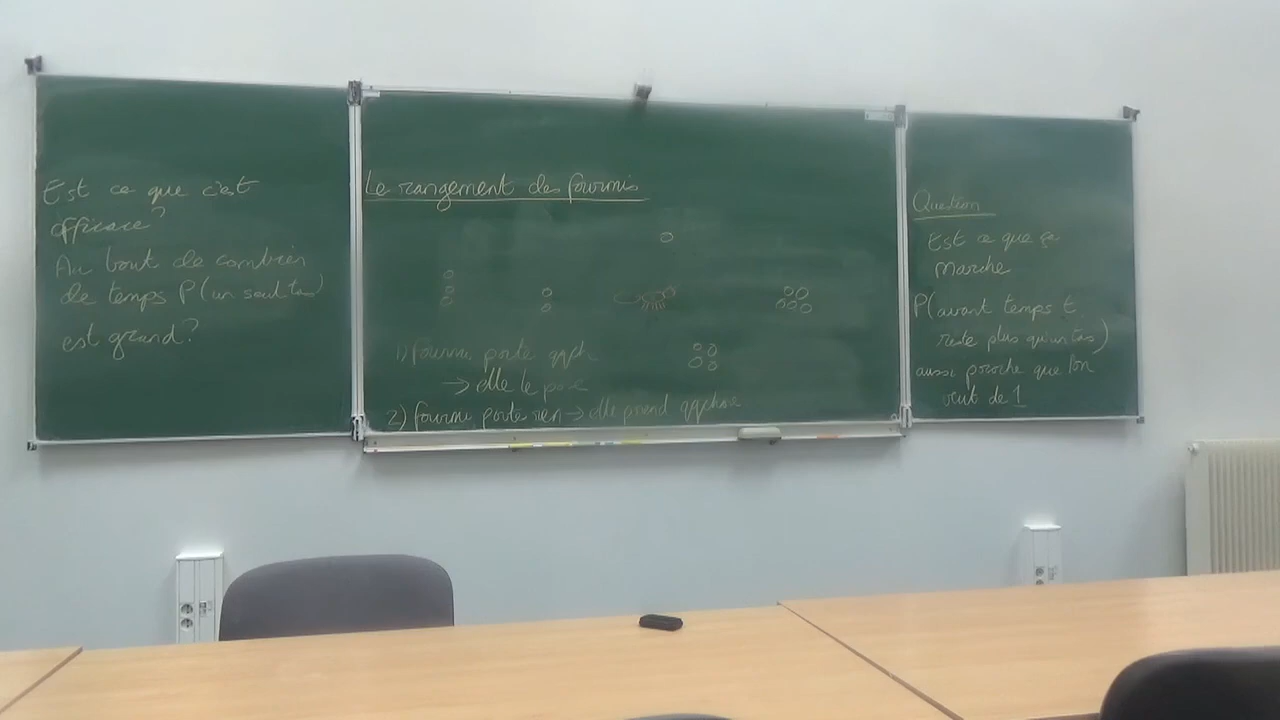 Est ce que c'est
efficace?
Au bout de combien
de temps P(un seul tas)
est grand?
Le rangement des fourmis
1) fourmi porte qqch
→ elle le pose
2) fourmi porte rien → elle prend qqchose
Question
Est ce que ça
marche
P(avant temps t
reste plus qu'un tas)
aussi proche que l'on
veut de 1